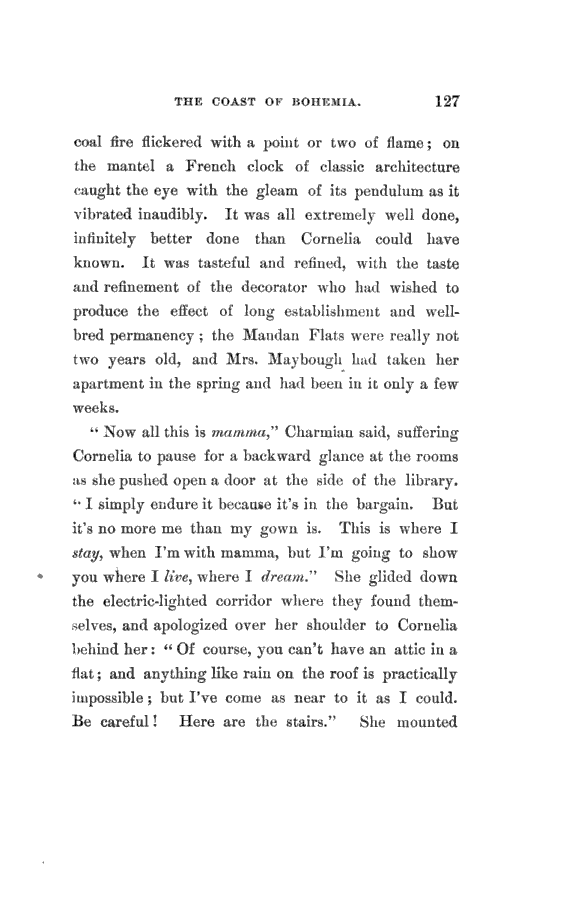 THE COAST OF BOHEMIA. 127
coal fire flickered with a point or two of flame; on
the mantel a French clock of classic architecture
caught the eye with the gleam of its pendulum as it
vibrated inaudibly. It was all extremely well done,
infinitely better done than Cornelia could have
known. It was tasteful and refined, with the taste
and refinement of the decorator who had wished to
produce the effect of long establishment and well-
bred permanency; the Mandan Flats were really not
two years old, and Mrs. Maybough had taken her
apartment in the spring and had been in it only a few
weeks.
"Now all this is mamma," Charmian said, suffering
Cornelia to pause for a backward glance at the rooms
as she pushed open a door at the side of the library.
"I simply endure it because it's in the bargain. But
it's no more me than my gown is. This is where I
stay, when I'm with mamma, but I'm going to show
you where I live, where I dream." She glided down
the electric-lighted corridor where they found them-
selves, and apologized over her shoulder to Cornelia
behind her: "Of course, you can't have an attic in a
flat; and anything like rain on the roof is practically
impossible; but I've come as near to it as I could.
Be careful! Here are the stairs." She mounted